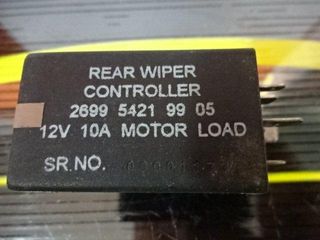 REAR WIPER
CONTROLLER
2699 5421 99 05
12V 10A MOTOR LOAD
SR.NO.